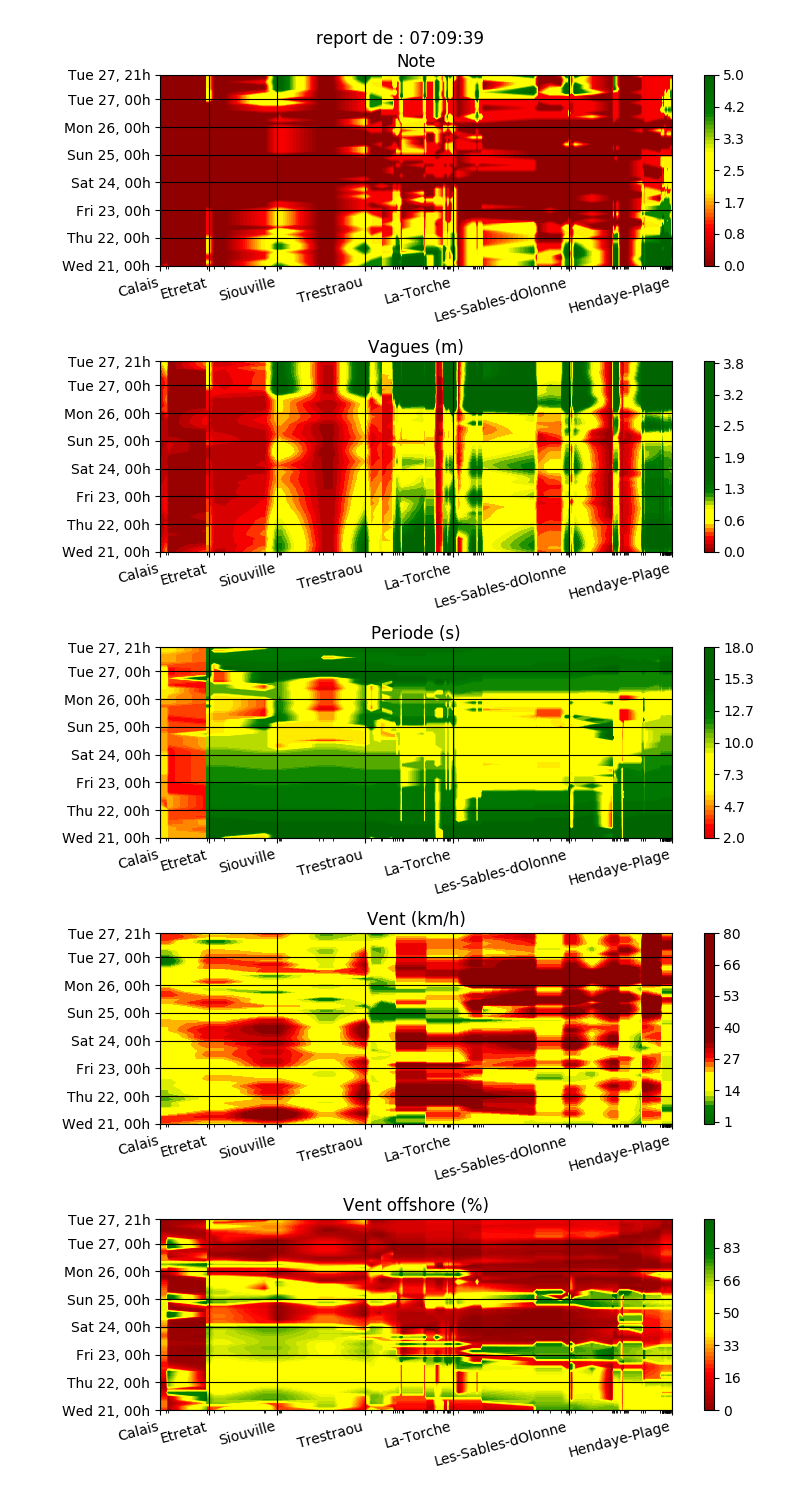 report de : 07:09:39
Note
Tue 27, 21h
Tue 27, 00h
Mon 26, 00h
Sun 25, 00h
Sat 24, 00h
Fri 23, 00h
Thu 22, 00h
Wed 21, 00h
Calais
Etretat
Siouville
Trestraou
La-Torche
Les-Sables-dOlonne
Hendaye-Plage
5.0
4.2
3.3
2.5
1.7
0.8
0.0
Vagues (m)
Tue 27, 21h
Tue 27, 00h
Mon 26, 00h
Sun 25, 00h
Sat 24, 00h
Fri 23, 00h
Thu 22, 00h
Wed 21, 00h
Calais
Etretat
Siouville
Trestraou
La-Torche
Les-Sables-dOlonne
Hendaye-Plage
3.8
3.2
2.5
1.9
1.3
0.6
0.0
Periode (s)
Tue 27, 21h
Tue 27, 00h
Mon 26, 00h
Sun 25, 00h
Sat 24, 00h
Fri 23, 00h
Thu 22, 00h
Wed 21, 00h
Calais
Etretat
Siouville
Trestraou
La-Torche
Les-Sables-dOlonne
Hendaye-Plage
18.0
15.3
12.7
10.0
7.3
4.7
2.0
Vent (km/h)
Tue 27, 21h
Tue 27, 00h
Mon 26, 00h
Sun 25, 00h
Sat 24, 00h
Fri 23, 00h
Thu 22, 00h
Wed 21, 00h
Calais
Etretat
Siouville
Trestraou
La-Torche
Les-Sables-dOlonne
Hendaye-Plage
80
66
53
40
27
14
1
Vent offshore (%)
Tue 27, 21h
Tue 27, 00h
Mon 26, 00h
Sun 25, 00h
Sat 24, 00h
Fri 23, 00h
Thu 22, 00h
Wed 21, 00h
Calais
Etretat
Siouville
Trestraou
La-Torche
Les-Sables-dOlonne
Hendaye-Plage
83
66
50
33
16
0